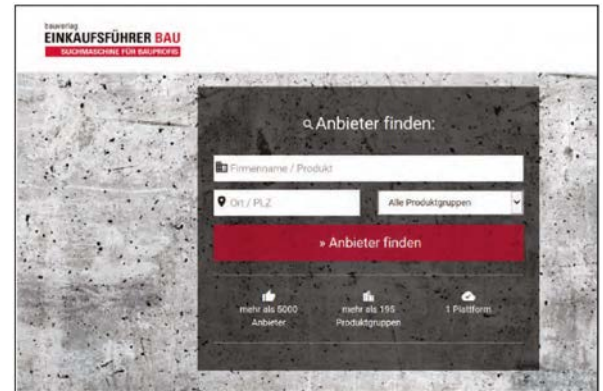 bauverlag
EINKAUFSFÜHRER BAU
SUCHMASCHINE FÜR BAUPROFIS
Anbieter finden:
Firmenname / Produkt
Ort / PLZ
Alle Produktgruppen
» Anbieter finden
mehr als 5000
Anbieter
mehr als 195
Produktgruppen
1 Plattform